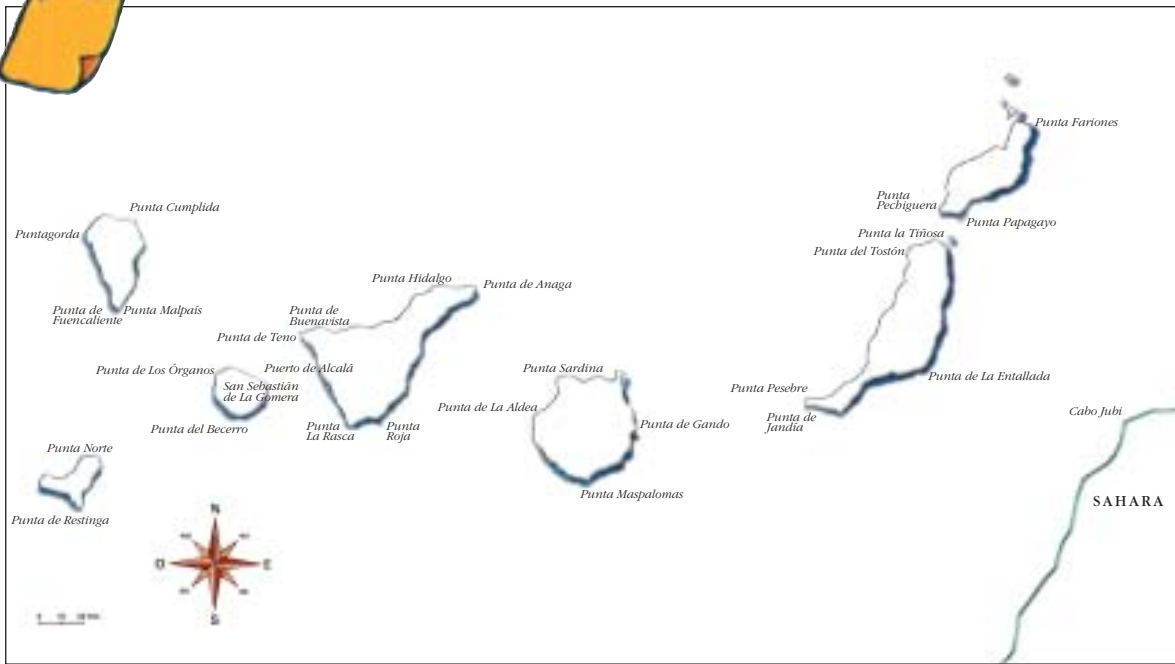 Punta Fariones
Punta
Pechiguera
Punta Papagayo
Punta Cumplida
Puntagorda
Punta la Tiñosa
Punta del Tostón
Punta Hidalgo
Punta de Anaga
Punta de
Fuencaliente
Punta Malpaís
Punta de
Buenavista
Punta de Teno
Punta de Los Órganos
Puerto de Alcalá
San Sebastián
de La Gomera
Punta Sardina
Punta de La Entallada
Punta Pesebre
Punta de
Jandía
Punta de La Aldea
Cabo Jubi
Punta del Becerro
Punta
La Rasca
Punta
Roja
Punta de Gando
Punta Norte
Punta Maspalomas
SAHARA
Punta de Restinga
N
O
E
S